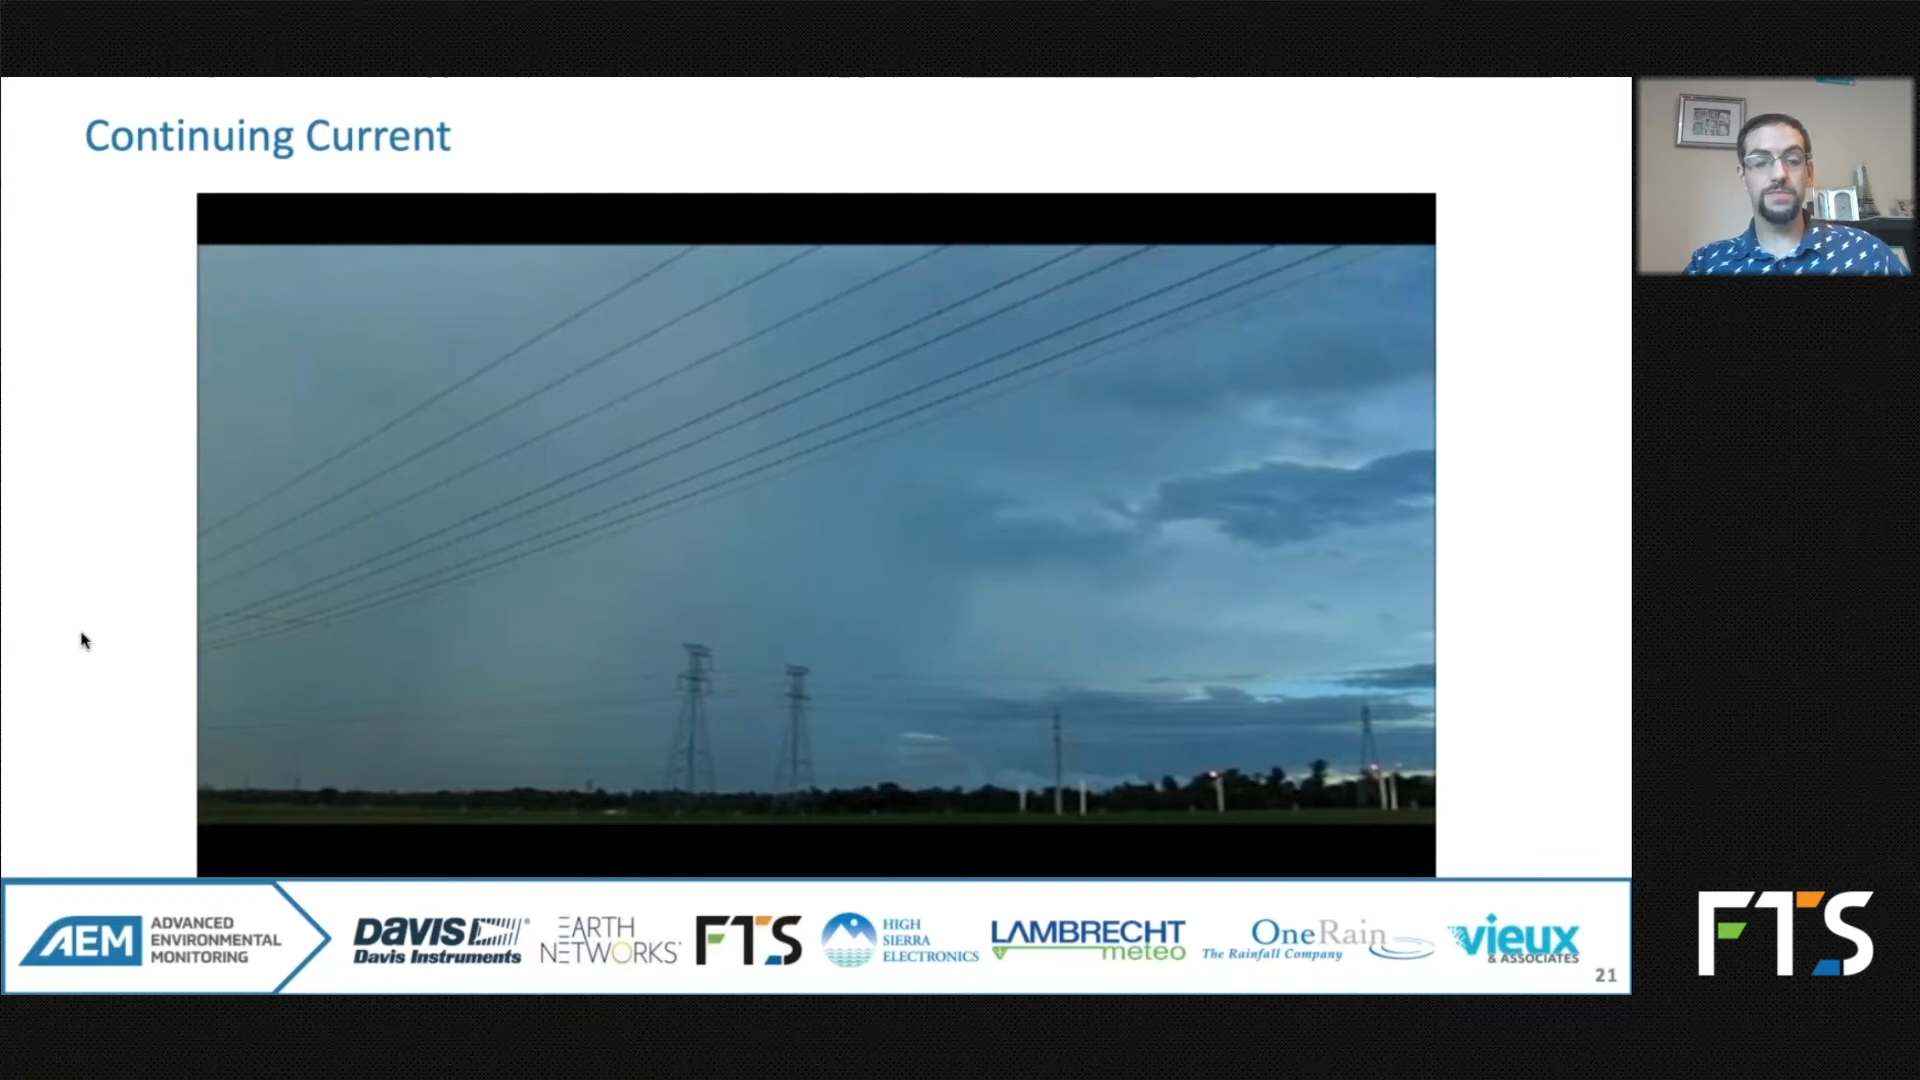 Continuing Current
AEM
ADVANCED
ENVIRONMENTAL
MONITORING
DAVIS
Davis Instruments
EARTH
NETWORKS
FTS
HIGH
SIERRA
ELECTRONICS
LAMBRECHT
meteo
OneRain
The Rainfall Company
vieux
& ASSOCIATES
21
FTS